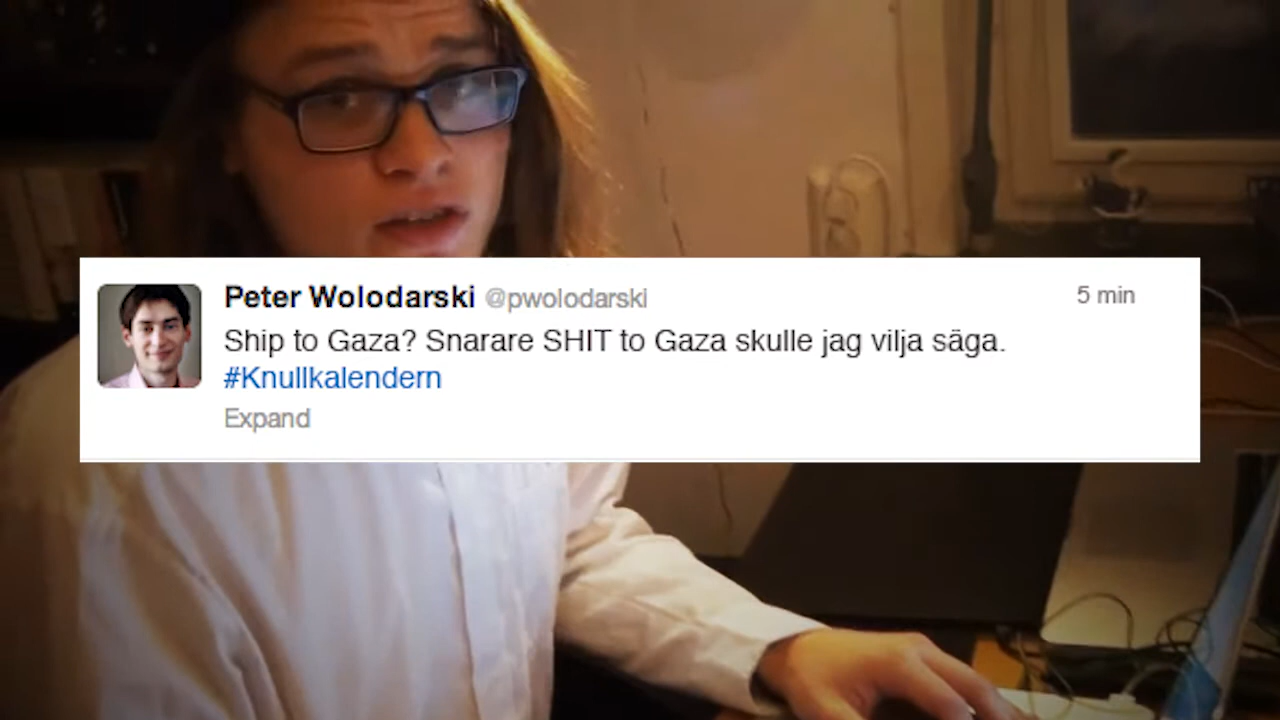 Peter Wolodarski @pwolodarski 5 min
Ship to Gaza? Snarare SHIT to Gaza skulle jag vilja säga.
#Knullkalendern
Expand